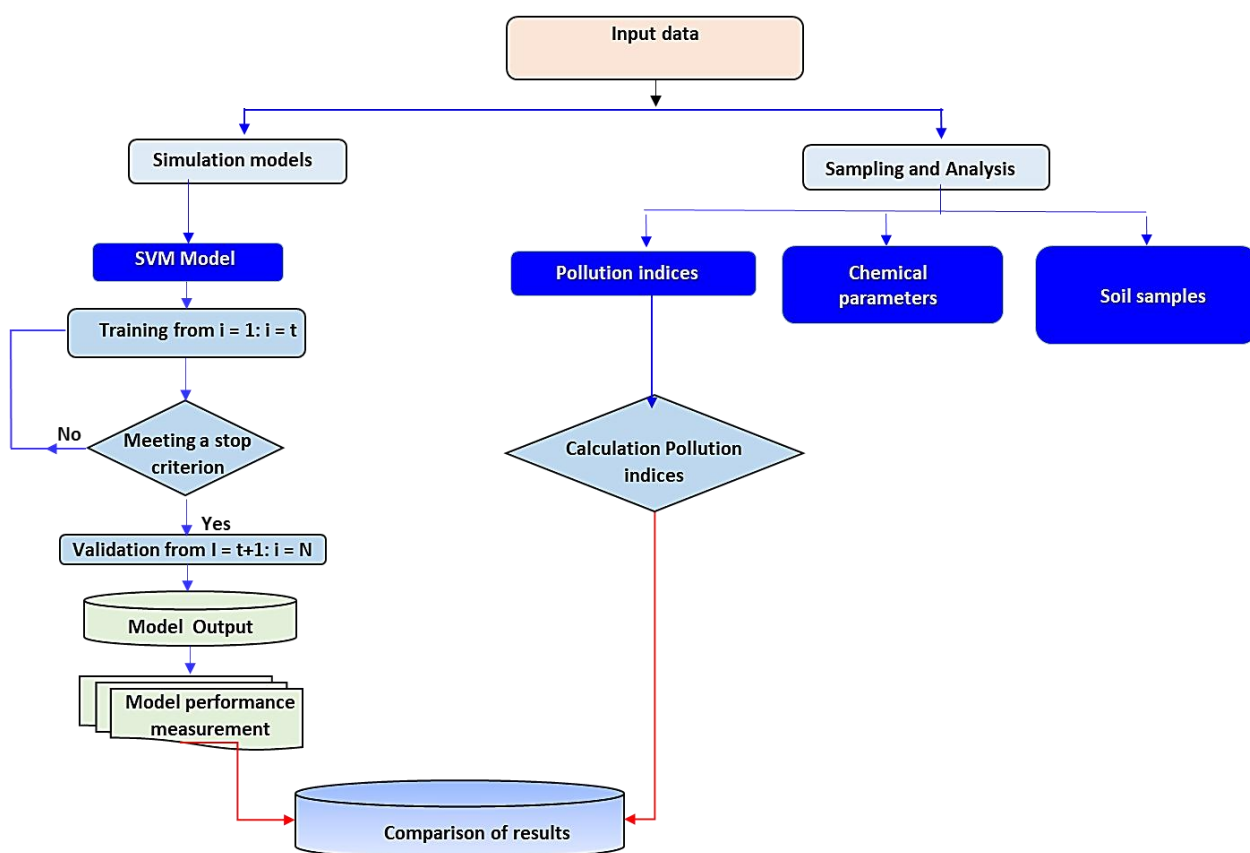 Input data
Simulation models
Sampling and Analysis
SVM Model
Pollution indices
Chemical
parameters
Soil samples
Training from i = 1: i = t
No
Meeting a stop
criterion
Calculation Pollution
indices
Yes
Validation from I = t+1: i = N
Model Output
Model performance
measurement
Comparison of results